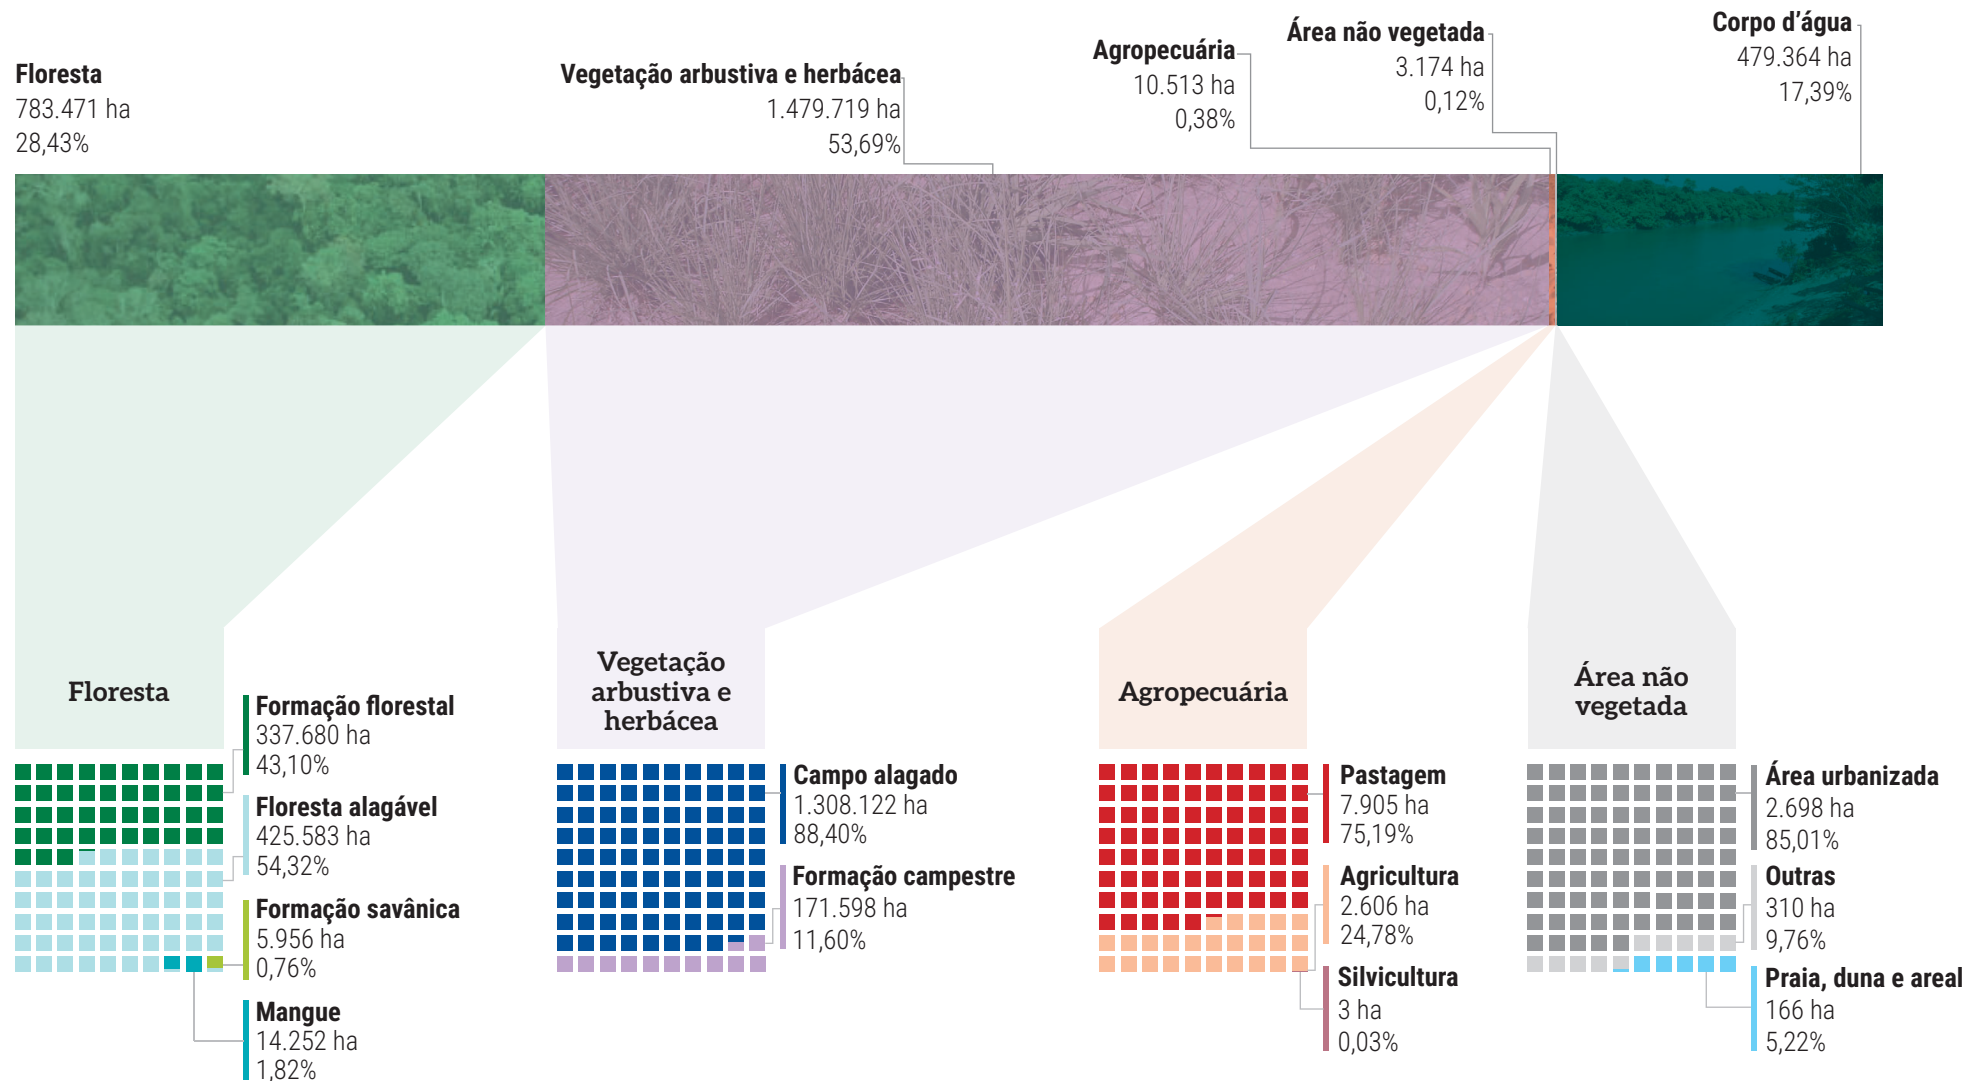 Floresta
783.471 ha
28,43%
Vegetação arbustiva e herbácea
1.479.719 ha
53,69%
Agropecuária
10.513 ha
0,38%
Área não vegetada
3.174 ha
0,12%
Corpo d’água
479.364 ha
17,39%
Floresta
Formação florestal
337.680 ha
43,10%
Floresta alagável
425.583 ha
54,32%
Formação savânica
5.956 ha
0,76%
Mangue
14.252 ha
1,82%
Vegetação
arbustiva e
herbácea
Campo alagado
1.308.122 ha
88,40%
Formação campestre
171.598 ha
11,60%
Agropecuária
Pastagem
7.905 ha
75,19%
Agricultura
2.606 ha
24,78%
Silvicultura
3 ha
0,03%
Área não
vegetada
Área urbanizada
2.698 ha
85,01%
Outras
310 ha
9,76%
Praia, duna e areal
166 ha
5,22%